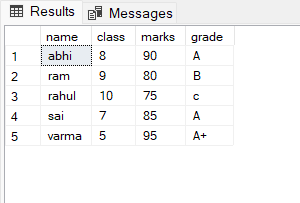 Results Messages
name class marks grade
1 abhi 8 90 A
2 ram 9 80 B
3 rahul 10 75 c
4 sai 7 85 A
5 varma 5 95 A+